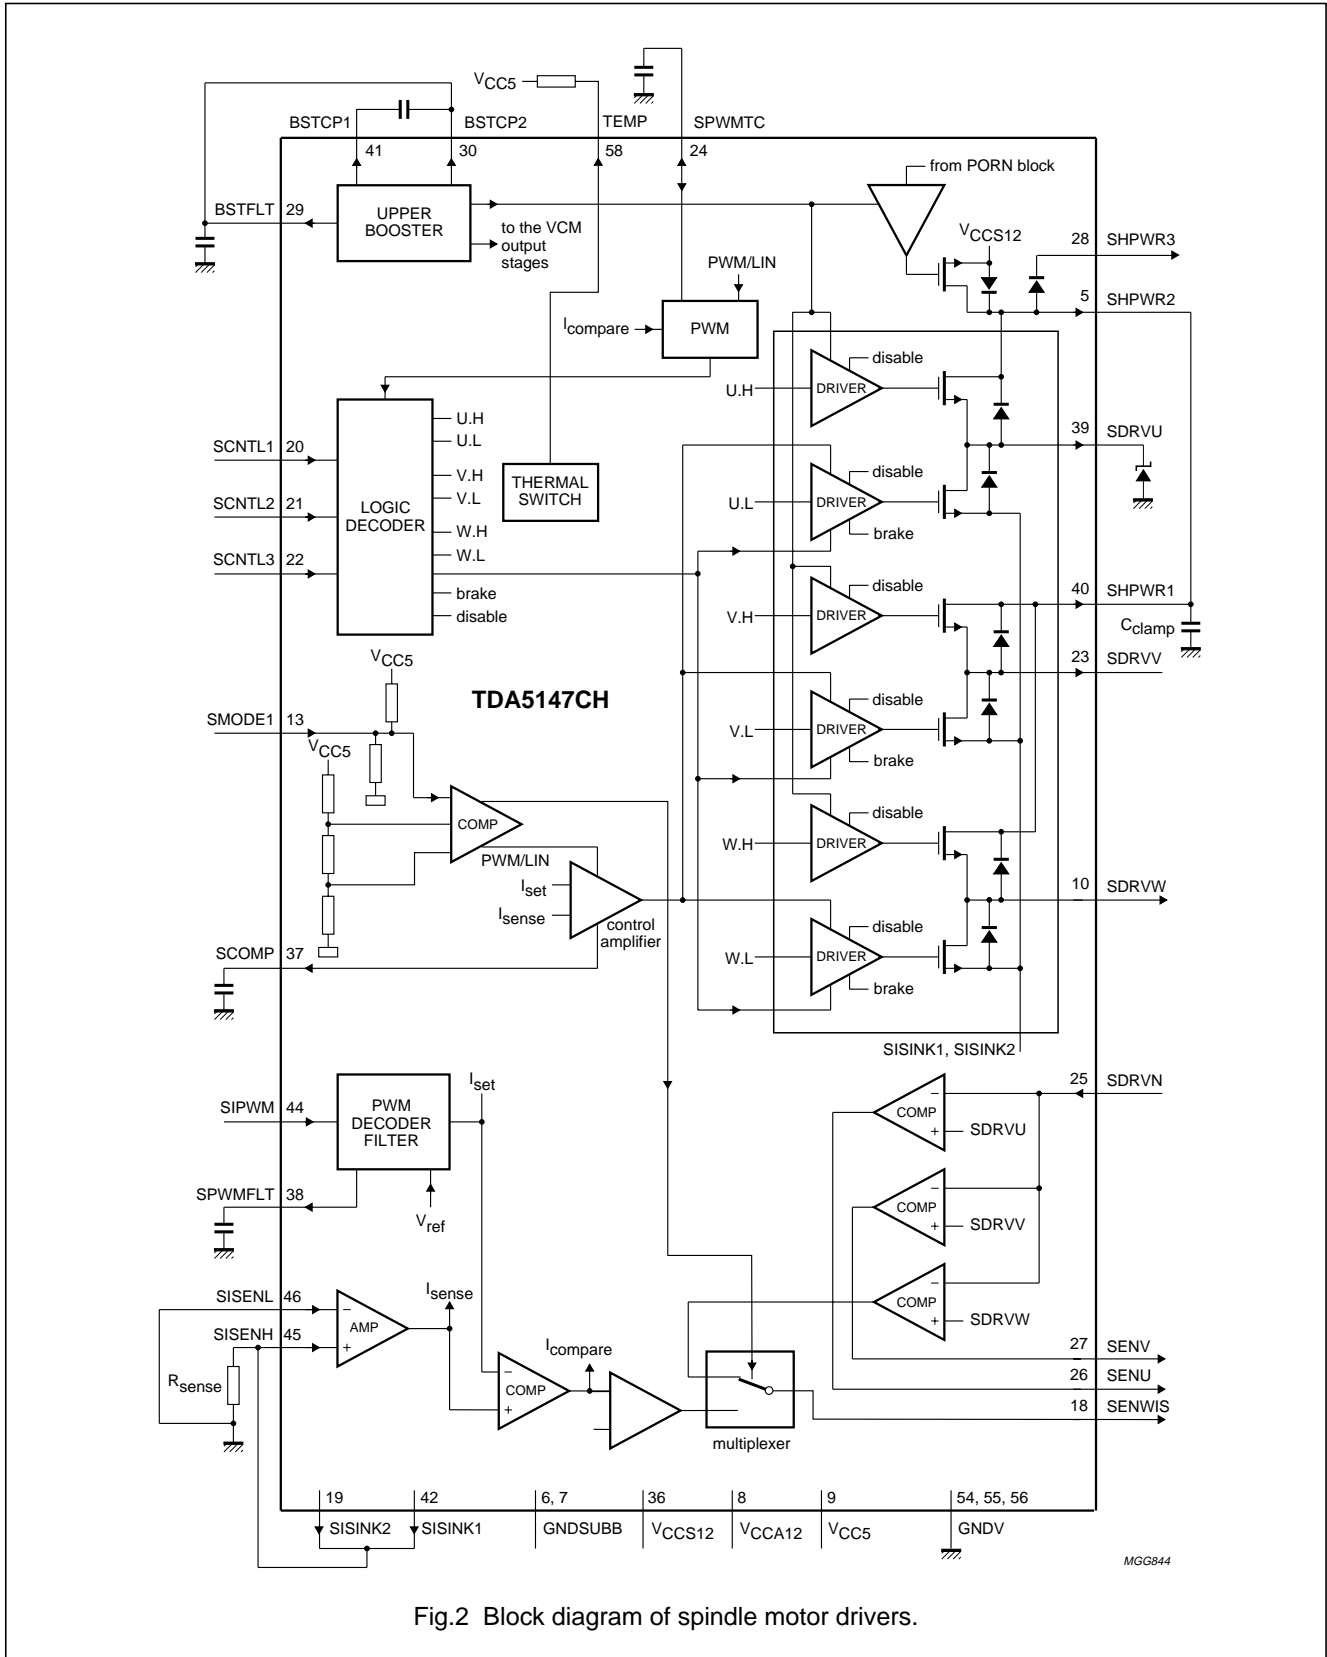 VCC5
BSTCP1
BSTCP2
TEMP
SPWMTC
41
30
58
24
from PORN block
BSTFLT 29
UPPER
BOOSTER
to the VCM
output
stages
VCCS12
28 SHPWR3
PWM/LIN
5 SHPWR2
Icompare
PWM
disable
U.H
DRIVER
39 SDRVU
U.H
U.L
SCNTL1 20
V.H
V.L
THERMAL
SWITCH
disable
U.L
DRIVER
brake
SCNTL2 21
LOGIC
DECODER
W.H
W.L
SCNTL3 22
brake
disable
disable
V.H
DRIVER
40 SHPWR1
Cclamp
23 SDRVV
VCC5
TDA5147CH
SMODE1 13
VCC5
disable
V.L
DRIVER
brake
COMP
PWM/LIN
disable
W.H
DRIVER
10 SDRVW
Iset
Isense
control
amplifier
SCOMP 37
disable
W.L
DRIVER
brake
SISINK1, SISINK2
Iset
25 SDRVN
SIPWM 44
PWM
DECODER
FILTER
−
COMP
+
SDRVU
SPWMFLT 38
Vref
−
COMP
+
SDRVV
SISENL 46
Isense
−
AMP
+
−
COMP
+
SDRVW
SISENH 45
Rsense
Icompare
−
COMP
+
multiplexer
27 SENV
26 SENU
18 SENWIS
19
42
6, 7
36
8
9
54, 55, 56
SISINK2
SISINK1
GNDSUBB
VCCS12
VCCA12
VCC5
GNDV
MGG844
Fig.2 Block diagram of spindle motor drivers.